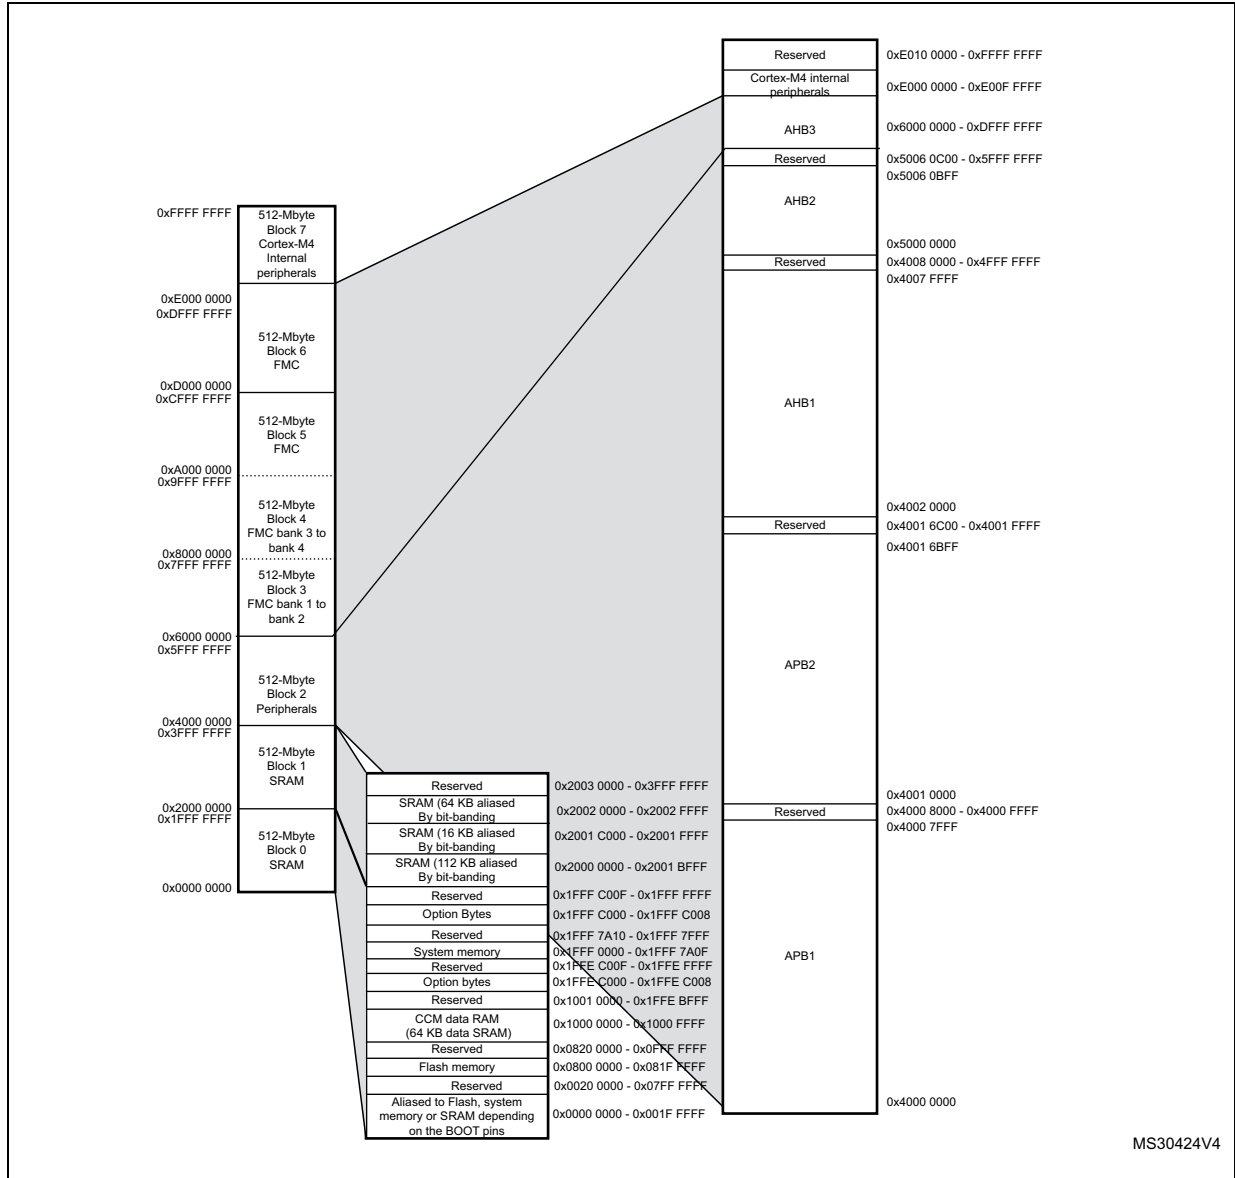 0xFFFF FFFF
512-Mbyte
Block 7
Cortex-M4
Internal
peripherals
0xE000 0000
0xDFFF FFFF
512-Mbyte
Block 6
FMC
0xD000 0000
0xCFFF FFFF
512-Mbyte
Block 5
FMC
0xA000 0000
0x9FFF FFFF
512-Mbyte
Block 4
FMC bank 3 to
bank 4
0x8000 0000
0x7FFF FFFF
512-Mbyte
Block 3
FMC bank 1 to
bank 2
0x6000 0000
0x5FFF FFFF
512-Mbyte
Block 2
Peripherals
0x4000 0000
0x3FFF FFFF
512-Mbyte
Block 1
SRAM
0x2000 0000
0x1FFF FFFF
512-Mbyte
Block 0
SRAM
0x0000 0000
Reserved 0x2003 0000 - 0x3FFF FFFF
SRAM (64 KB aliased
By bit-banding 0x2002 0000 - 0x2002 FFFF
SRAM (16 KB aliased
By bit-banding 0x2001 C000 - 0x2001 FFFF
SRAM (112 KB aliased
By bit-banding 0x2000 0000 - 0x2001 BFFF
Reserved 0x1FFF C00F - 0x1FFF FFFF
Option Bytes 0x1FFF C000 - 0x1FFF C008
Reserved 0x1FFF 7A10 - 0x1FFF 7FFF
System memory 0x1FFF 0000 - 0x1FFF 7A0F
Reserved 0x1FFE C00F - 0x1FFE FFFF
Option bytes 0x1FFE C000 - 0x1FFE C008
Reserved 0x1001 0000 - 0x1FFE BFFF
CCM data RAM
(64 KB data SRAM) 0x1000 0000 - 0x1000 FFFF
Reserved 0x0820 0000 - 0x0FFF FFFF
Flash memory 0x0800 0000 - 0x081F FFFF
Reserved 0x0020 0000 - 0x07FF FFFF
Aliased to Flash, system
memory or SRAM depending
on the BOOT pins 0x0000 0000 - 0x001F FFFF
Reserved 0xE010 0000 - 0xFFFF FFFF
Cortex-M4 internal
peripherals 0xE000 0000 - 0xE00F FFFF
AHB3 0x6000 0000 - 0xDFFF FFFF
Reserved 0x5006 0C00 - 0x5FFF FFFF
0x5006 0BFF
AHB2
0x5000 0000
Reserved 0x4008 0000 - 0x4FFF FFFF
0x4007 FFFF
AHB1
0x4002 0000
Reserved 0x4001 6C00 - 0x4001 FFFF
0x4001 6BFF
APB2
0x4001 0000
Reserved 0x4000 8000 - 0x4000 FFFF
0x4000 7FFF
APB1
0x4000 0000
MS30424V4